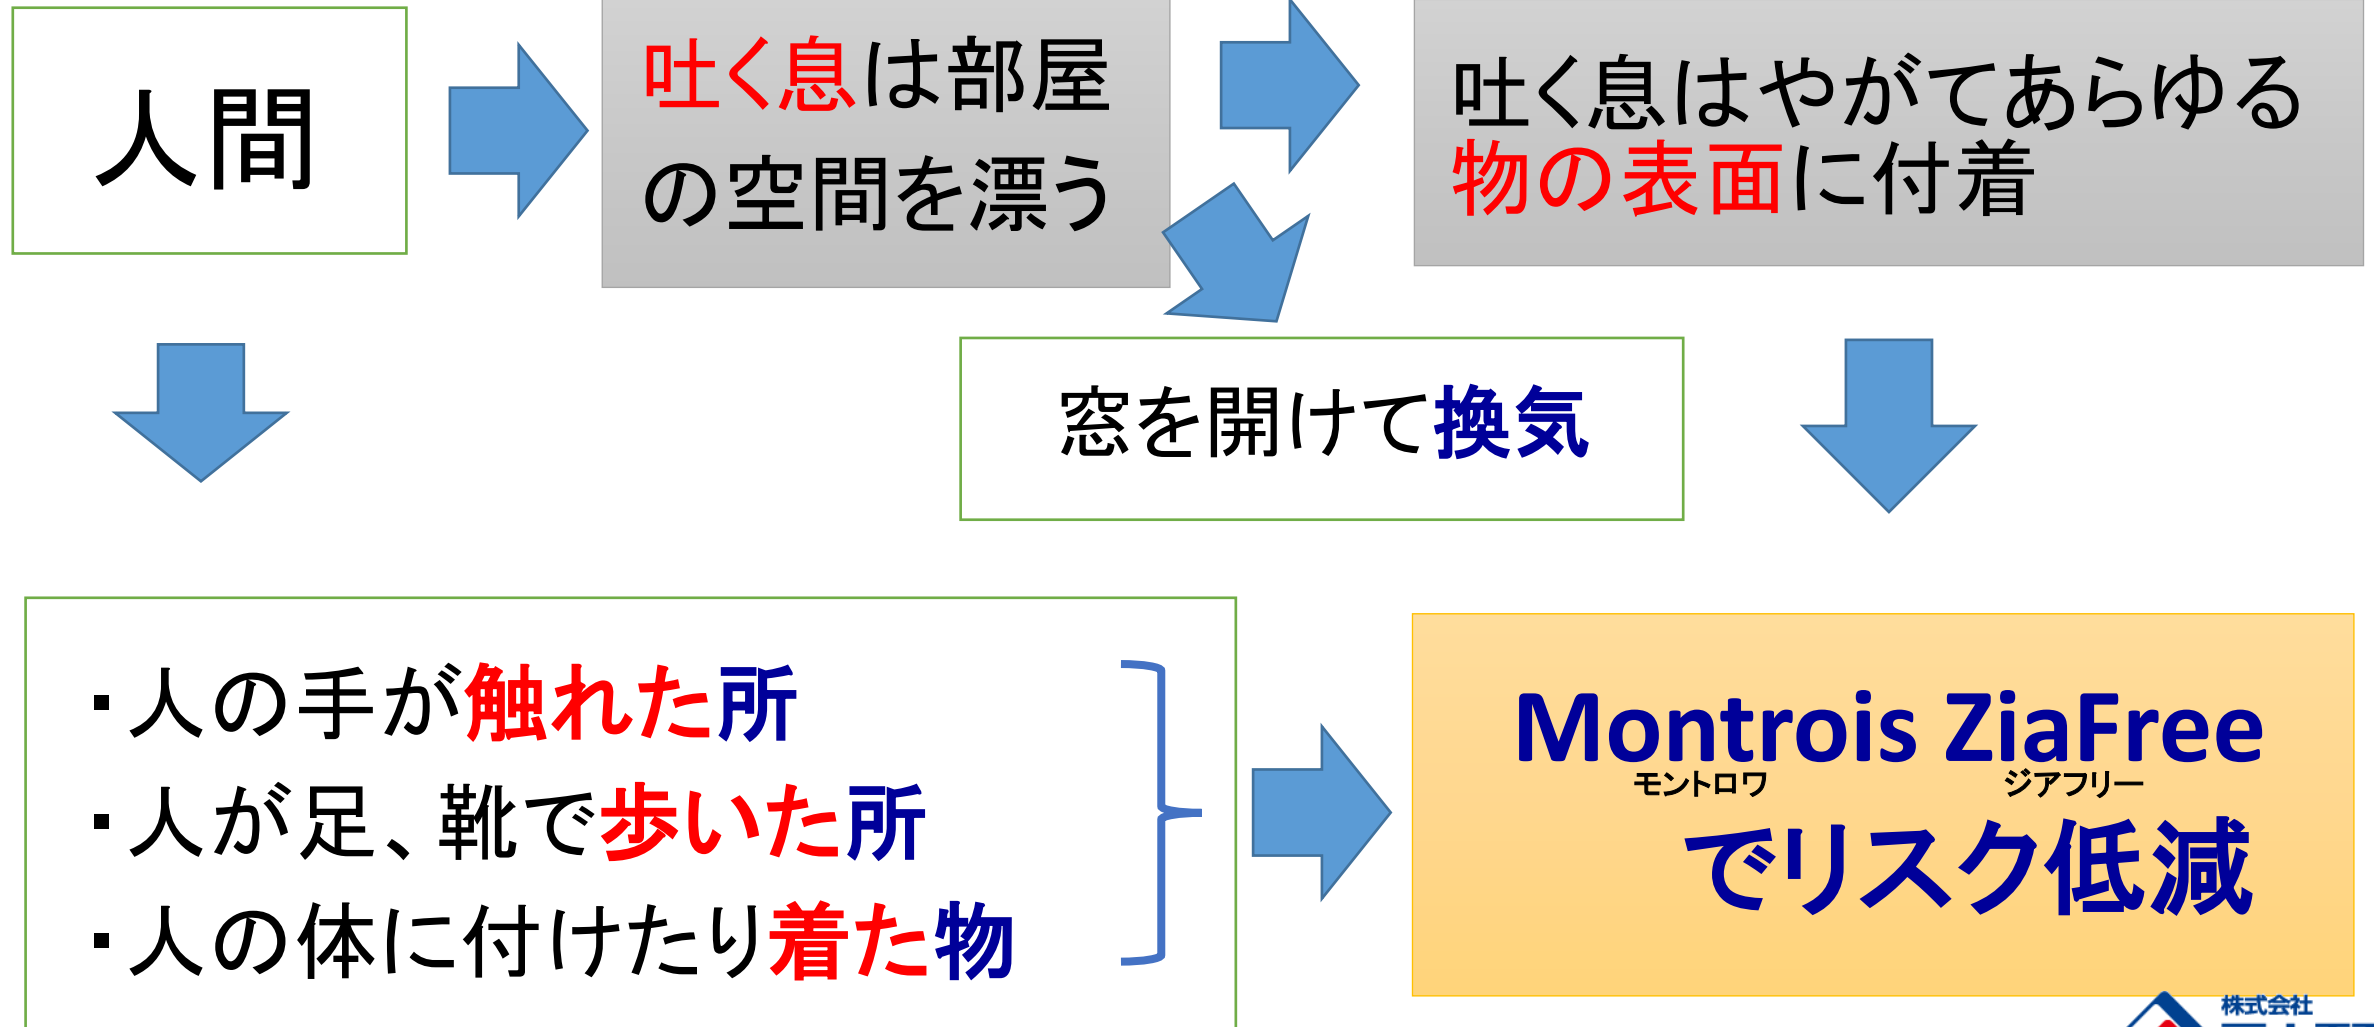 人間
吐く息は部屋
の空間を漂う
吐く息はやがてあらゆる
物の表面に付着
窓を開けて換気
・人の手が触れた所
・人が足、靴で歩いた所
・人の体に付けたり着た物
Montrois ZiaFree
モントロワ ジアフリー
でリスク低減
株式会社